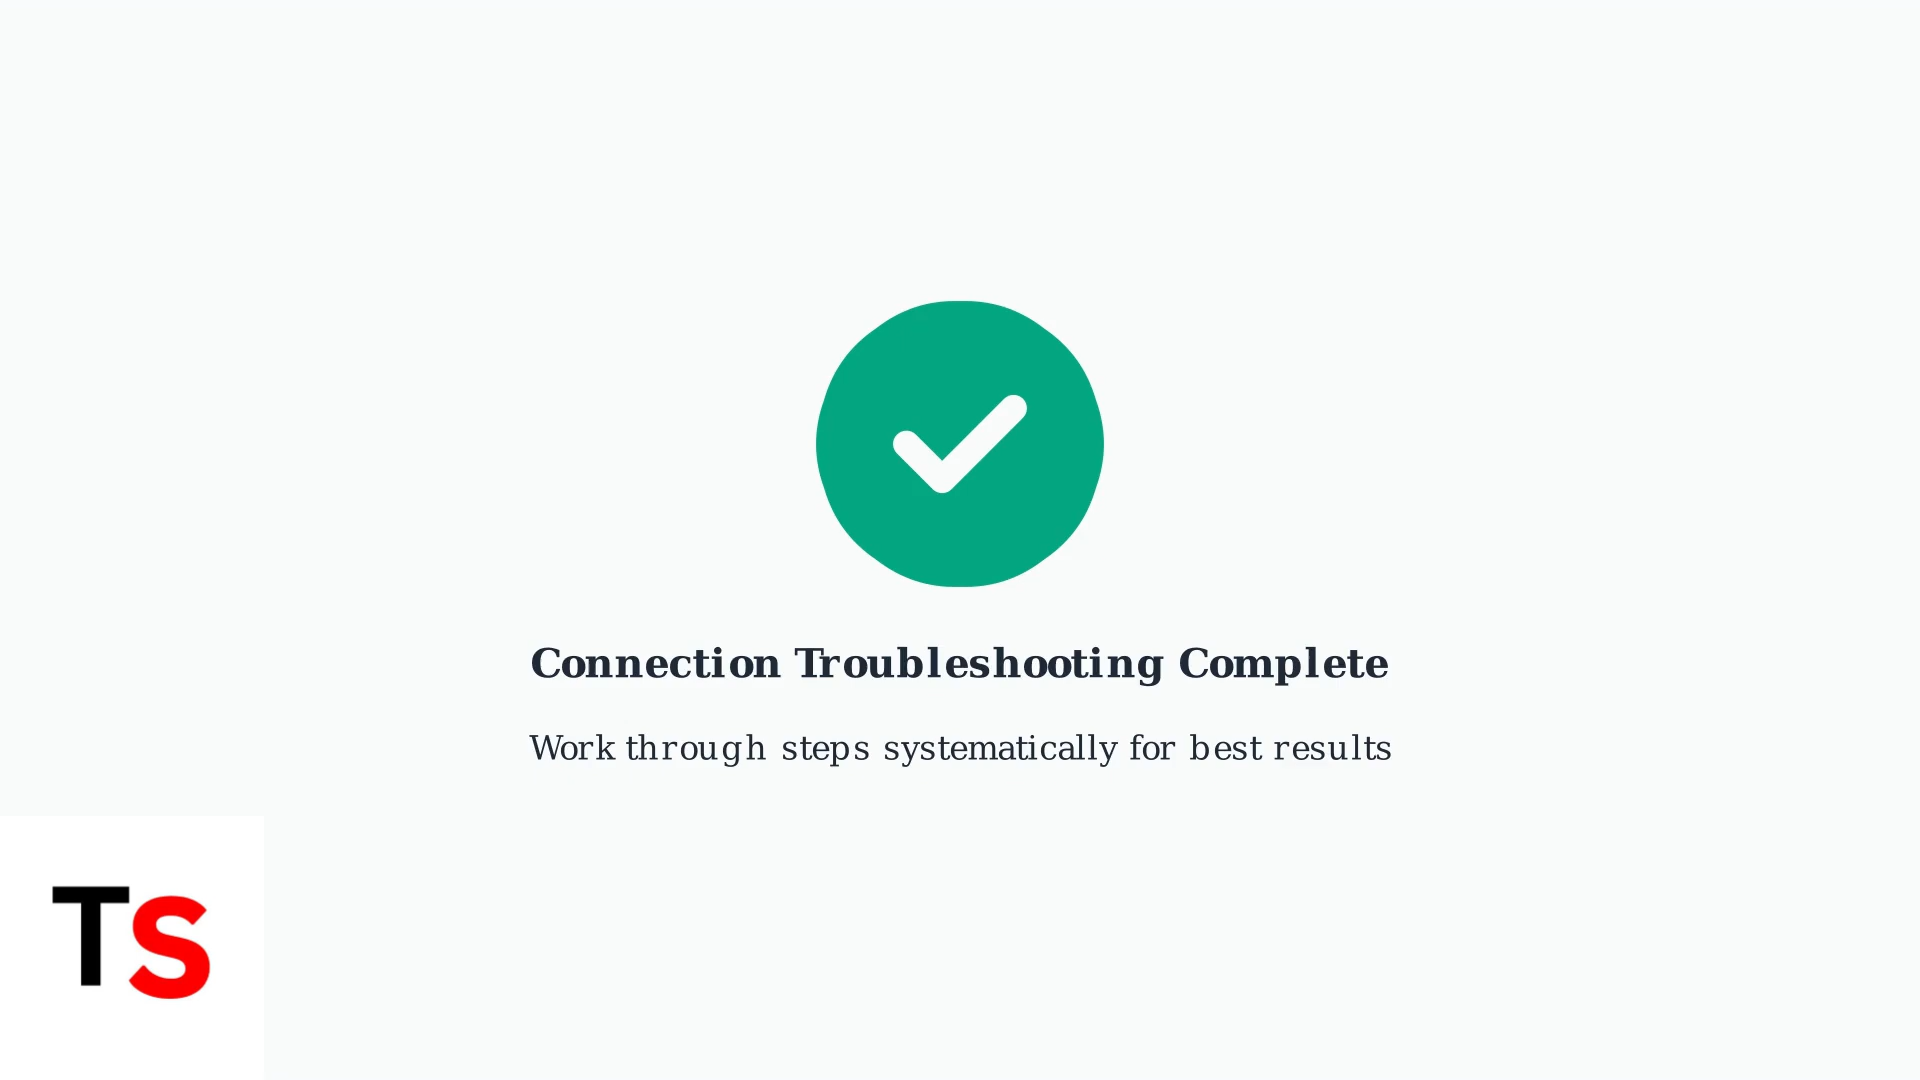 Connection Troubleshooting Complete
Work through steps systematically for best results
TS